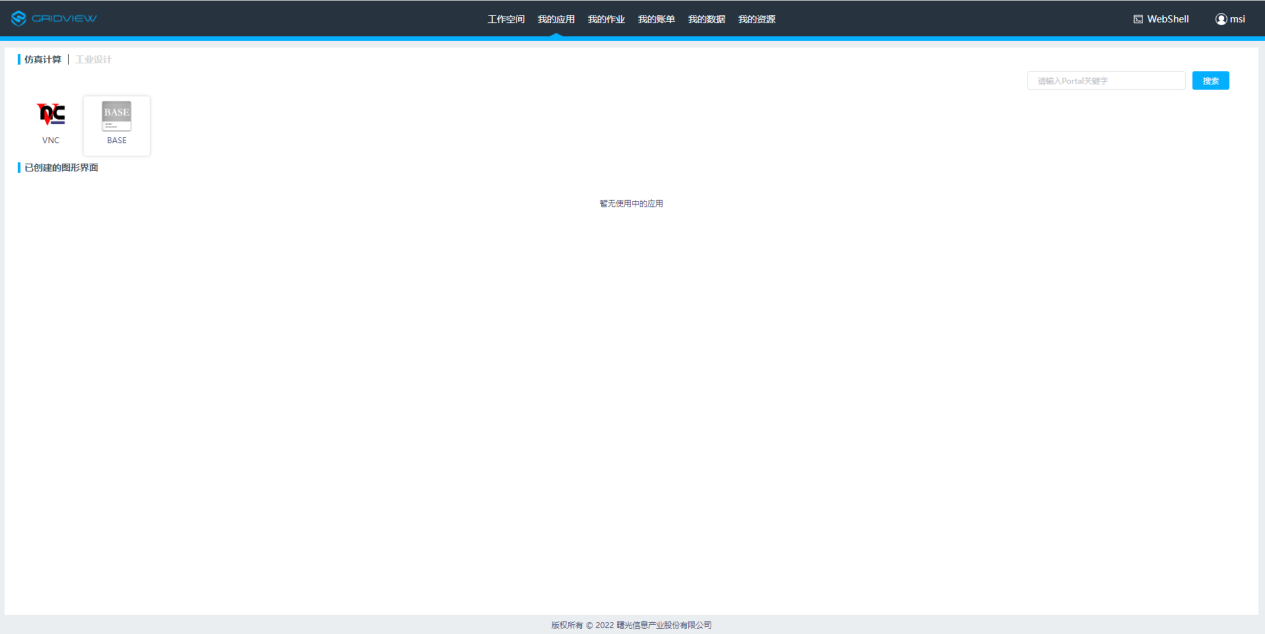 GRIDVIEW
工作空间 我的应用 我的作业 我的账单 我的数据 我的资源
WebShell msi
仿真计算 | 工业设计
请输入Portal关键字 搜索
VNC
BASE
VNC BASE
已创建的图形界面
暂无使用中的应用
版权所有 © 2022 曙光信息产业股份有限公司